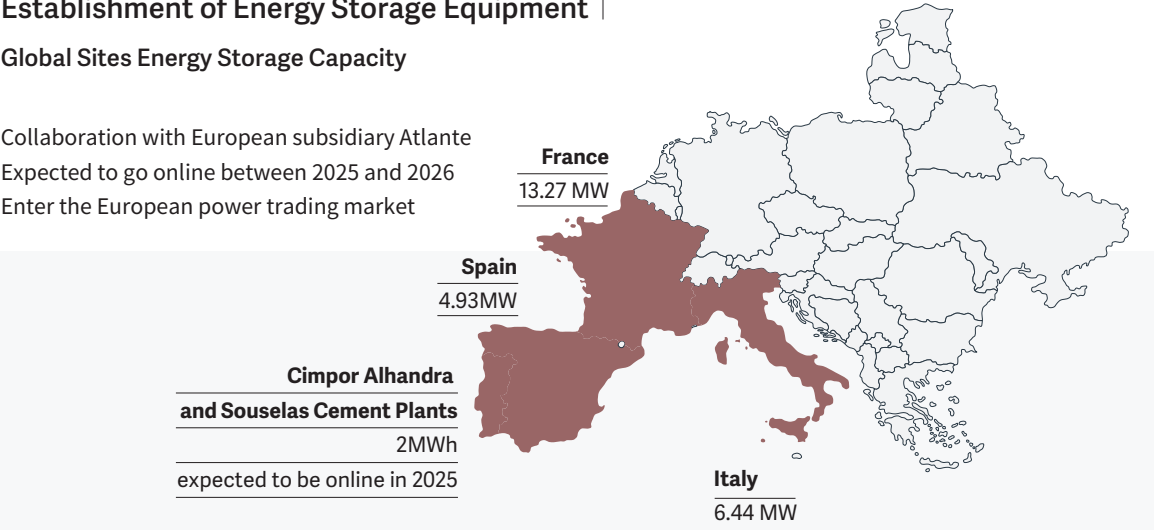 Establishment of Energy Storage Equipment
Global Sites Energy Storage Capacity
Collaboration with European subsidiary Atlante
Expected to go online between 2025 and 2026
Enter the European power trading market
France
13.27 MW
Spain
4.93MW
Cimpor Alhandra
and Souselas Cement Plants
2MWh
expected to be online in 2025
Italy
6.44 MW